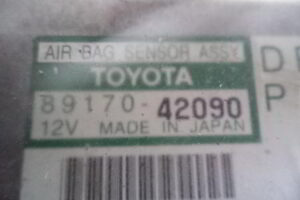 AIR BAG SENSOR ASSY
TOYOTA
89170-42090
12V MADE IN JAPAN
D
P